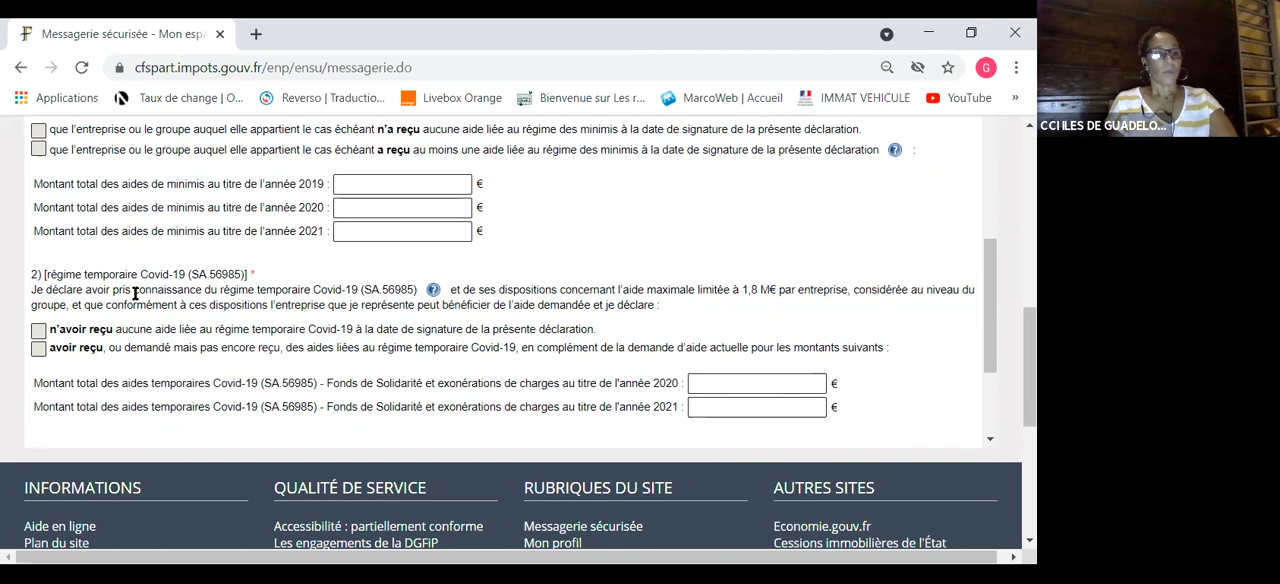 Messagerie sécurisée - Mon esp
cfspart.impots.gouv.fr/enp/ensu/messagerie.do
G
Applications
Taux de change | O...
Reverso | Traductio...
Livebox Orange
Bienvenue sur Les r...
MarcoWeb | Accueil
IMMAT VEHICULE
YouTube
»
CCI ILES DE GUADELO...
que l'entreprise ou le groupe auquel elle appartient le cas échéant n'a reçu aucune aide liée au régime des minimis à la date de signature de la présente déclaration.
que l'entreprise ou le groupe auquel elle appartient le cas échéant a reçu au moins une aide liée au régime des minimis à la date de signature de la présente déclaration ? :
Montant total des aides de minimis au titre de l'année 2019 : €
Montant total des aides de minimis au titre de l'année 2020 : €
Montant total des aides de minimis au titre de l'année 2021 : €
2) [régime temporaire Covid-19 (SA.56985)] *
Je déclare avoir pris connaissance du régime temporaire Covid-19 (SA.56985) ? et de ses dispositions concernant l'aide maximale limitée à 1,8 M€ par entreprise, considérée au niveau du
groupe, et que conformément à ces dispositions l'entreprise que je représente peut bénéficier de l'aide demandée et je déclare :
n'avoir reçu aucune aide liée au régime temporaire Covid-19 à la date de signature de la présente déclaration.
avoir reçu, ou demandé mais pas encore reçu, des aides liées au régime temporaire Covid-19, en complément de la demande d'aide actuelle pour les montants suivants :
Montant total des aides temporaires Covid-19 (SA.56985) - Fonds de Solidarité et exonérations de charges au titre de l'année 2020 : €
Montant total des aides temporaires Covid-19 (SA.56985) - Fonds de Solidarité et exonérations de charges au titre de l'année 2021 : €
INFORMATIONS
QUALITÉ DE SERVICE
RUBRIQUES DU SITE
AUTRES SITES
Aide en ligne
Accessibilité : partiellement conforme
Messagerie sécurisée
Economie.gouv.fr
Plan du site
Les engagements de la DGFiP
Mon profil
Cessions immobilières de l'État